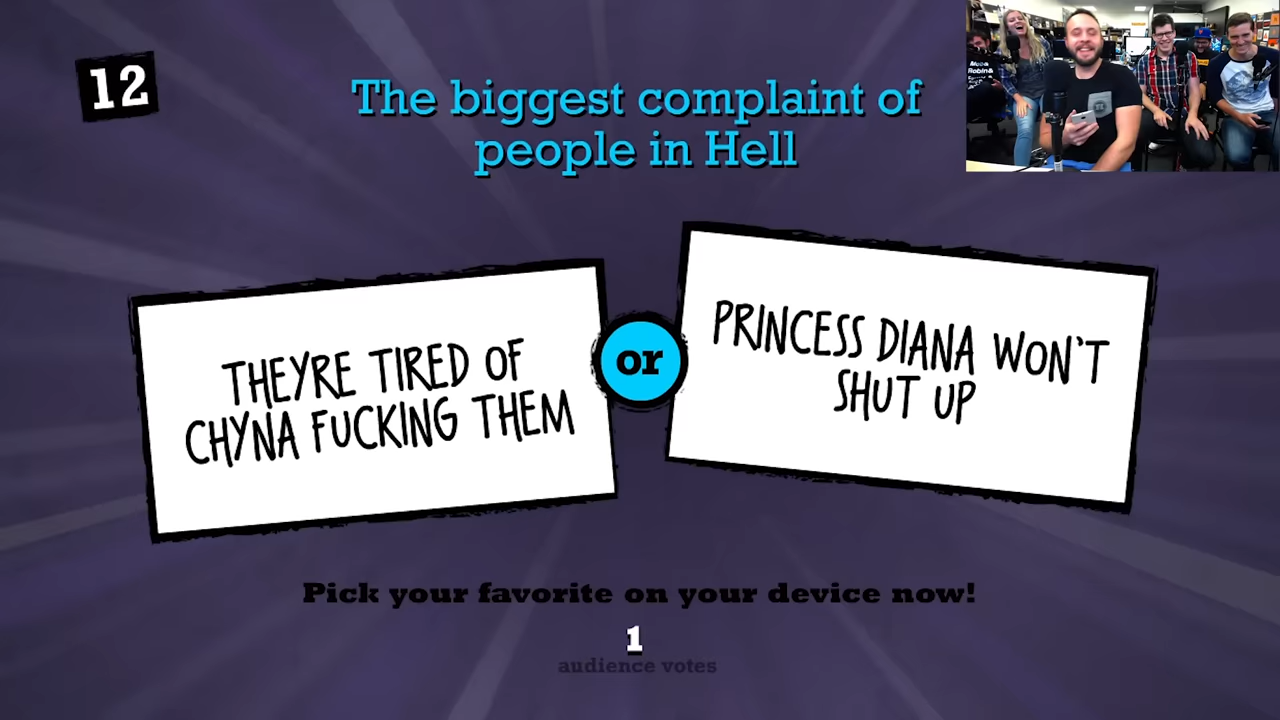 12
The biggest complaint of
people in Hell
THEYRE TIRED OF
CHYNA FUCKING THEM
or
PRINCESS DIANA WON'T
SHUT UP
Pick your favorite on your device now!
1
audience votes